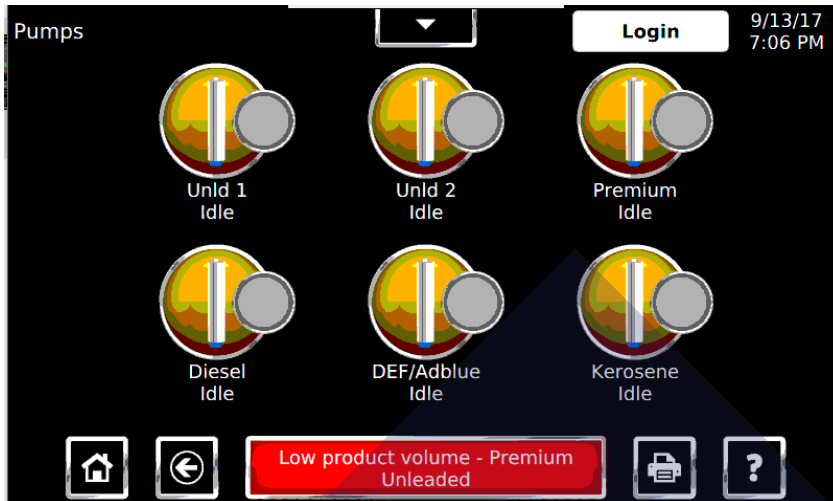 Pumps
Login
9/13/17
7:06 PM
Unld 1
Idle
Unld 2
Idle
Premium
Idle
Diesel
Idle
DEF/Adblue
Idle
Kerosene
Idle
Low product volume - Premium
Unleaded
?